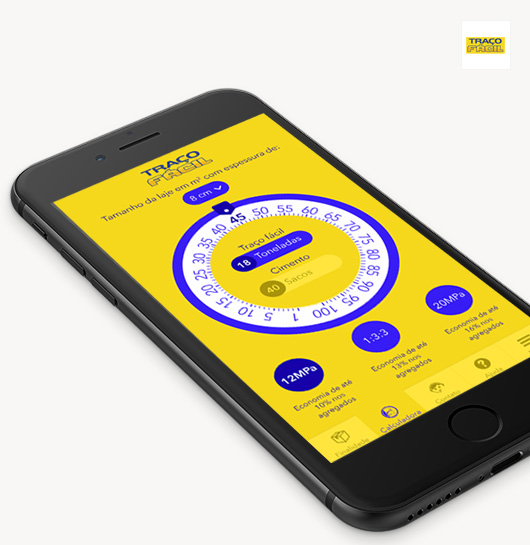 TRAÇO
FÁCIL
TRAÇO
FÁCIL
Tamanho da laje em m² com espessura de:
8 cm
1 5 10 15 20 25 30 35 40 45 50 55 60 65 70 75 80 85 90 95 100
Traço fácil
18 Toneladas
Cimento
40 Sacos
12MPa
Economia de até
10% nos
agregados
1:3:3
Economia de até
13% nos
agregados
20MPa
Economia de até
16% nos
agregados
Finalidade
Calculadora
Contato
Ajuda